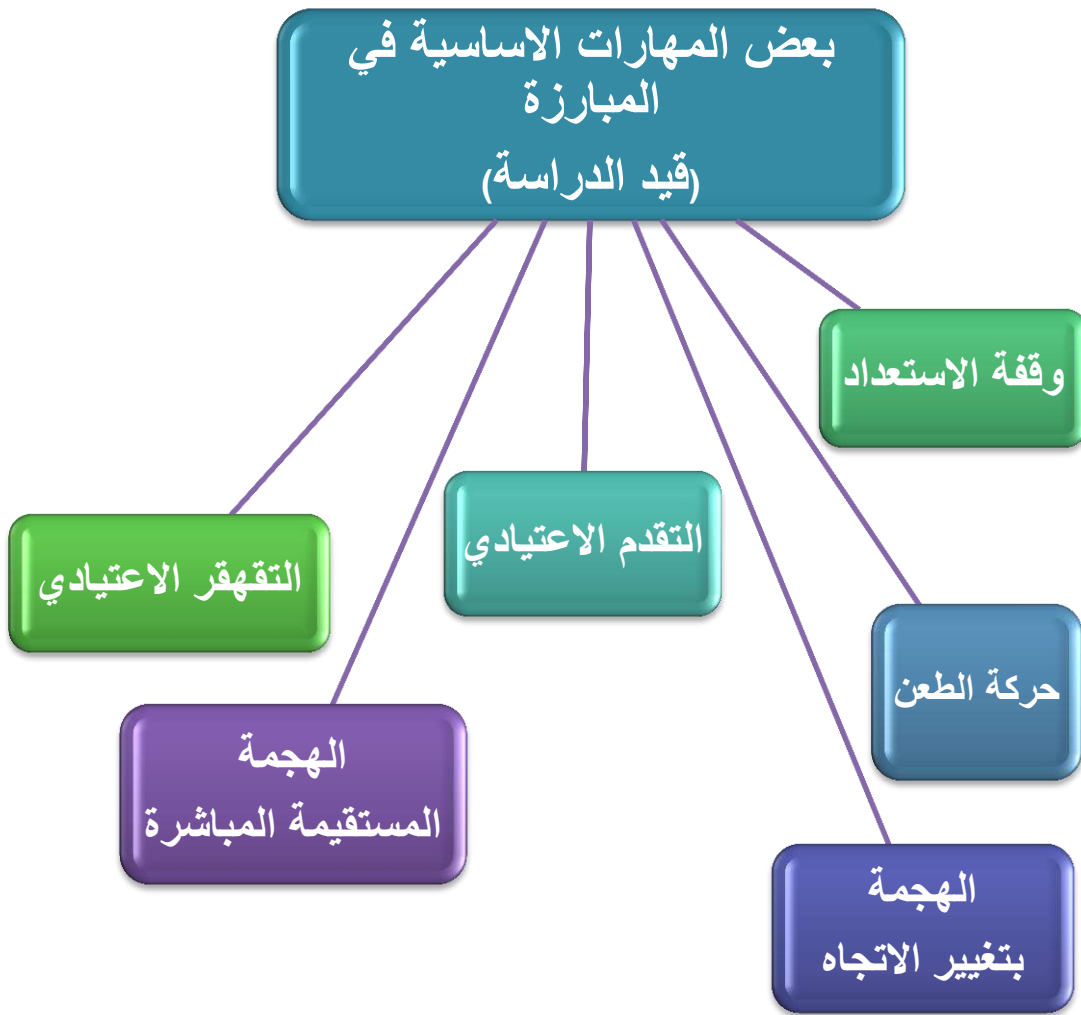 بعض المهارات الاساسية في
المبارزة
(قيد الدراسة)
وقفة الاستعداد
التقدم الاعتيادي
التقهقر الاعتيادي
حركة الطعن
الهجمة
المستقيمة المباشرة
الهجمة
بتغيير الاتجاه